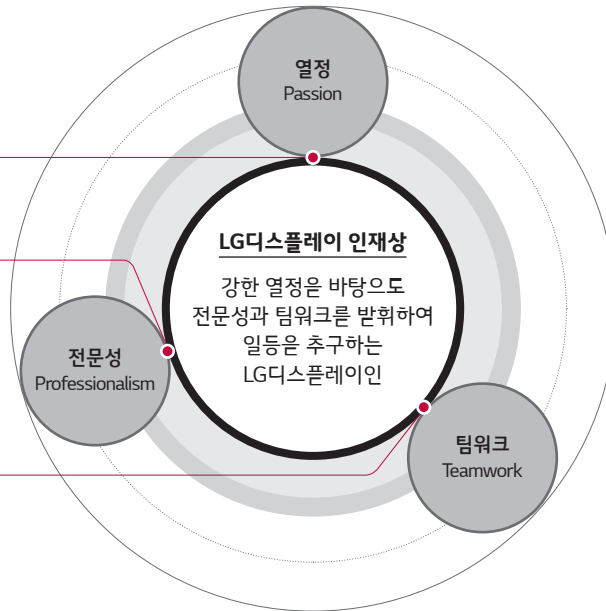 열정
Passion
LG디스플레이 인재상
강한 열정을 바탕으로
전문성과 팀워크를 발휘하여
일등을 추구하는
LG디스플레이인
전문성
Professionalism
팀워크
Teamwork